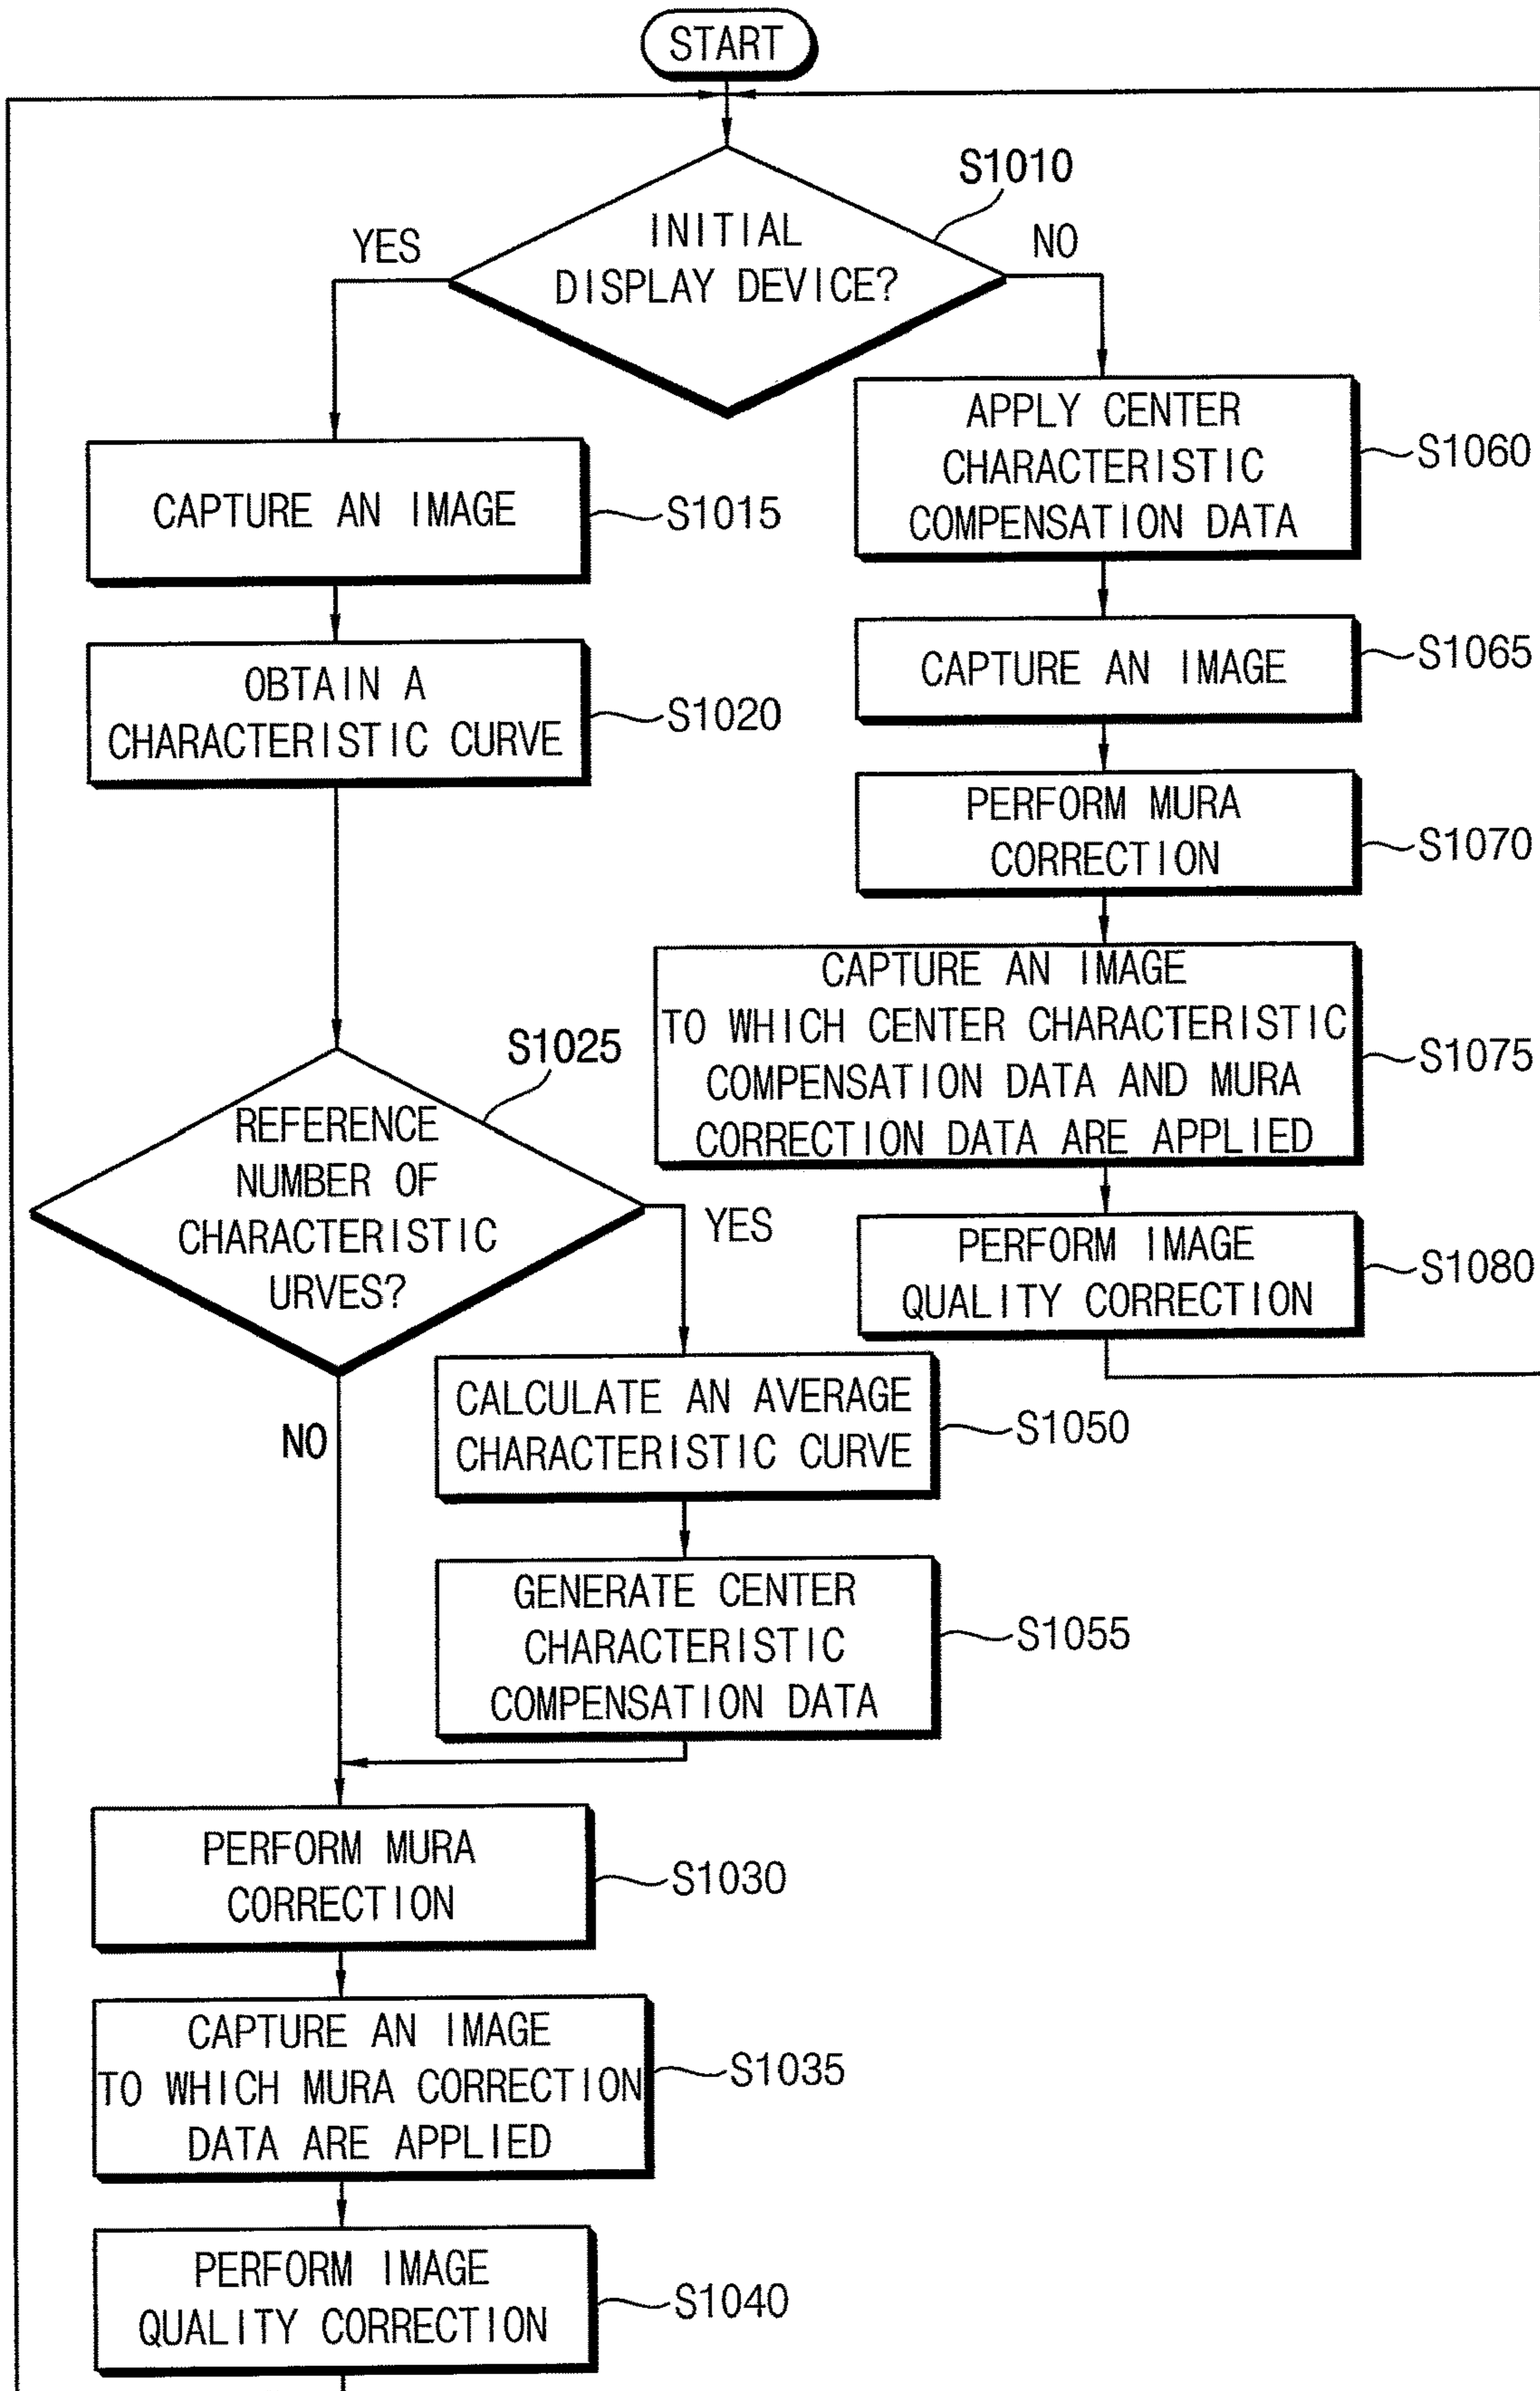 START
S1010
INITIAL
DISPLAY DEVICE?
YES
NO
CAPTURE AN IMAGE
S1015
OBTAIN A
CHARACTERISTIC CURVE
S1020
S1025
REFERENCE
NUMBER OF
CHARACTERISTIC
URVES?
YES
NO
CALCULATE AN AVERAGE
CHARACTERISTIC CURVE
S1050
GENERATE CENTER
CHARACTERISTIC
COMPENSATION DATA
S1055
PERFORM MURA
CORRECTION
S1030
CAPTURE AN IMAGE
TO WHICH MURA CORRECTION
DATA ARE APPLIED
S1035
PERFORM IMAGE
QUALITY CORRECTION
S1040
APPLY CENTER
CHARACTERISTIC
COMPENSATION DATA
S1060
CAPTURE AN IMAGE
S1065
PERFORM MURA
CORRECTION
S1070
CAPTURE AN IMAGE
TO WHICH CENTER CHARACTERISTIC
COMPENSATION DATA AND MURA
CORRECTION DATA ARE APPLIED
S1075
PERFORM IMAGE
QUALITY CORRECTION
S1080